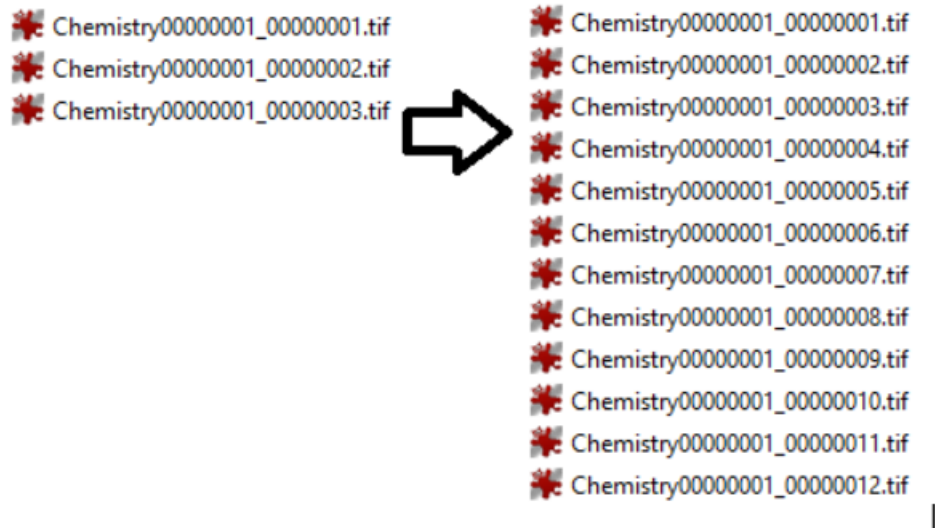 Chemistry00000001_00000001.tif
Chemistry00000001_00000002.tif
Chemistry00000001_00000003.tif
Chemistry00000001_00000001.tif
Chemistry00000001_00000002.tif
Chemistry00000001_00000003.tif
Chemistry00000001_00000004.tif
Chemistry00000001_00000005.tif
Chemistry00000001_00000006.tif
Chemistry00000001_00000007.tif
Chemistry00000001_00000008.tif
Chemistry00000001_00000009.tif
Chemistry00000001_00000010.tif
Chemistry00000001_00000011.tif
Chemistry00000001_00000012.tif